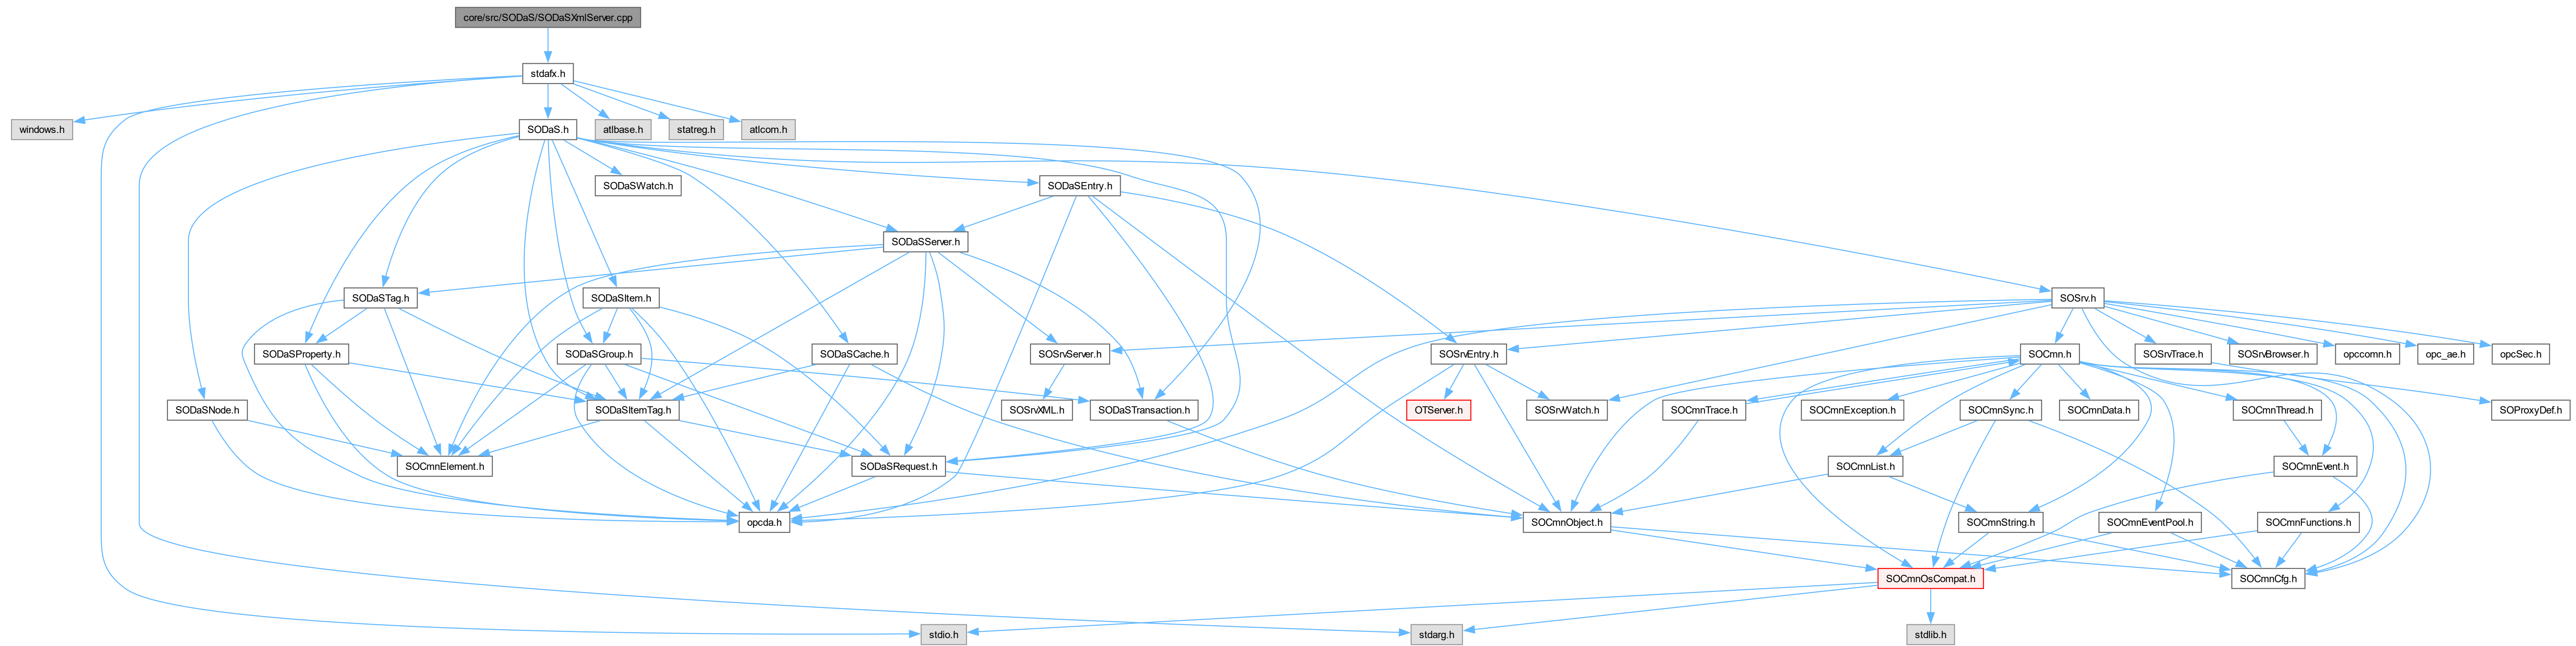 core/src/SODaS/SODaSXmlServer.cpp
stdafx.h
windows.h
SODaS.h
atlbase.h
statreg.h
atlcom.h
SODaSWatch.h
SODaSEntry.h
SODaSServer.h
SODaSTag.h
SODaSItem.h
SOSrv.h
SODaSProperty.h
SODaSGroup.h
SODaSCache.h
SOSrvServer.h
SOSrvEntry.h
SOCmn.h
SOSrvTrace.h
SOSrvBrowser.h
opccomn.h
opc_ae.h
opcSec.h
SODaSNode.h
SODaSItemTag.h
SOSrvXML.h
SODaSTransaction.h
OTServer.h
SOSrvWatch.h
SOCmnTrace.h
SOCmnException.h
SOCmnSync.h
SOCmnData.h
SOCmnThread.h
SOProxyDef.h
SOCmnElement.h
SODaSRequest.h
SOCmnList.h
SOCmnEvent.h
opcda.h
SOCmnObject.h
SOCmnString.h
SOCmnEventPool.h
SOCmnFunctions.h
SOCmnOsCompat.h
SOCmnCfg.h
stdio.h
stdarg.h
stdlib.h